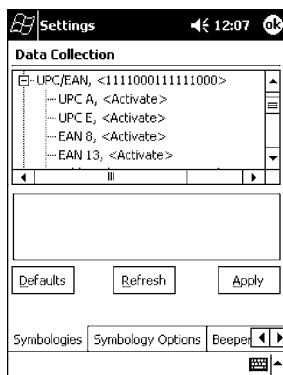 Settings 12:07 ok
Data Collection
UPC/EAN, <1111000111111000>
UPC A, <Activate>
UPC E, <Activate>
EAN 8, <Activate>
EAN 13, <Activate>
Defaults Refresh Apply
Symbologies Symbology Options Beeper